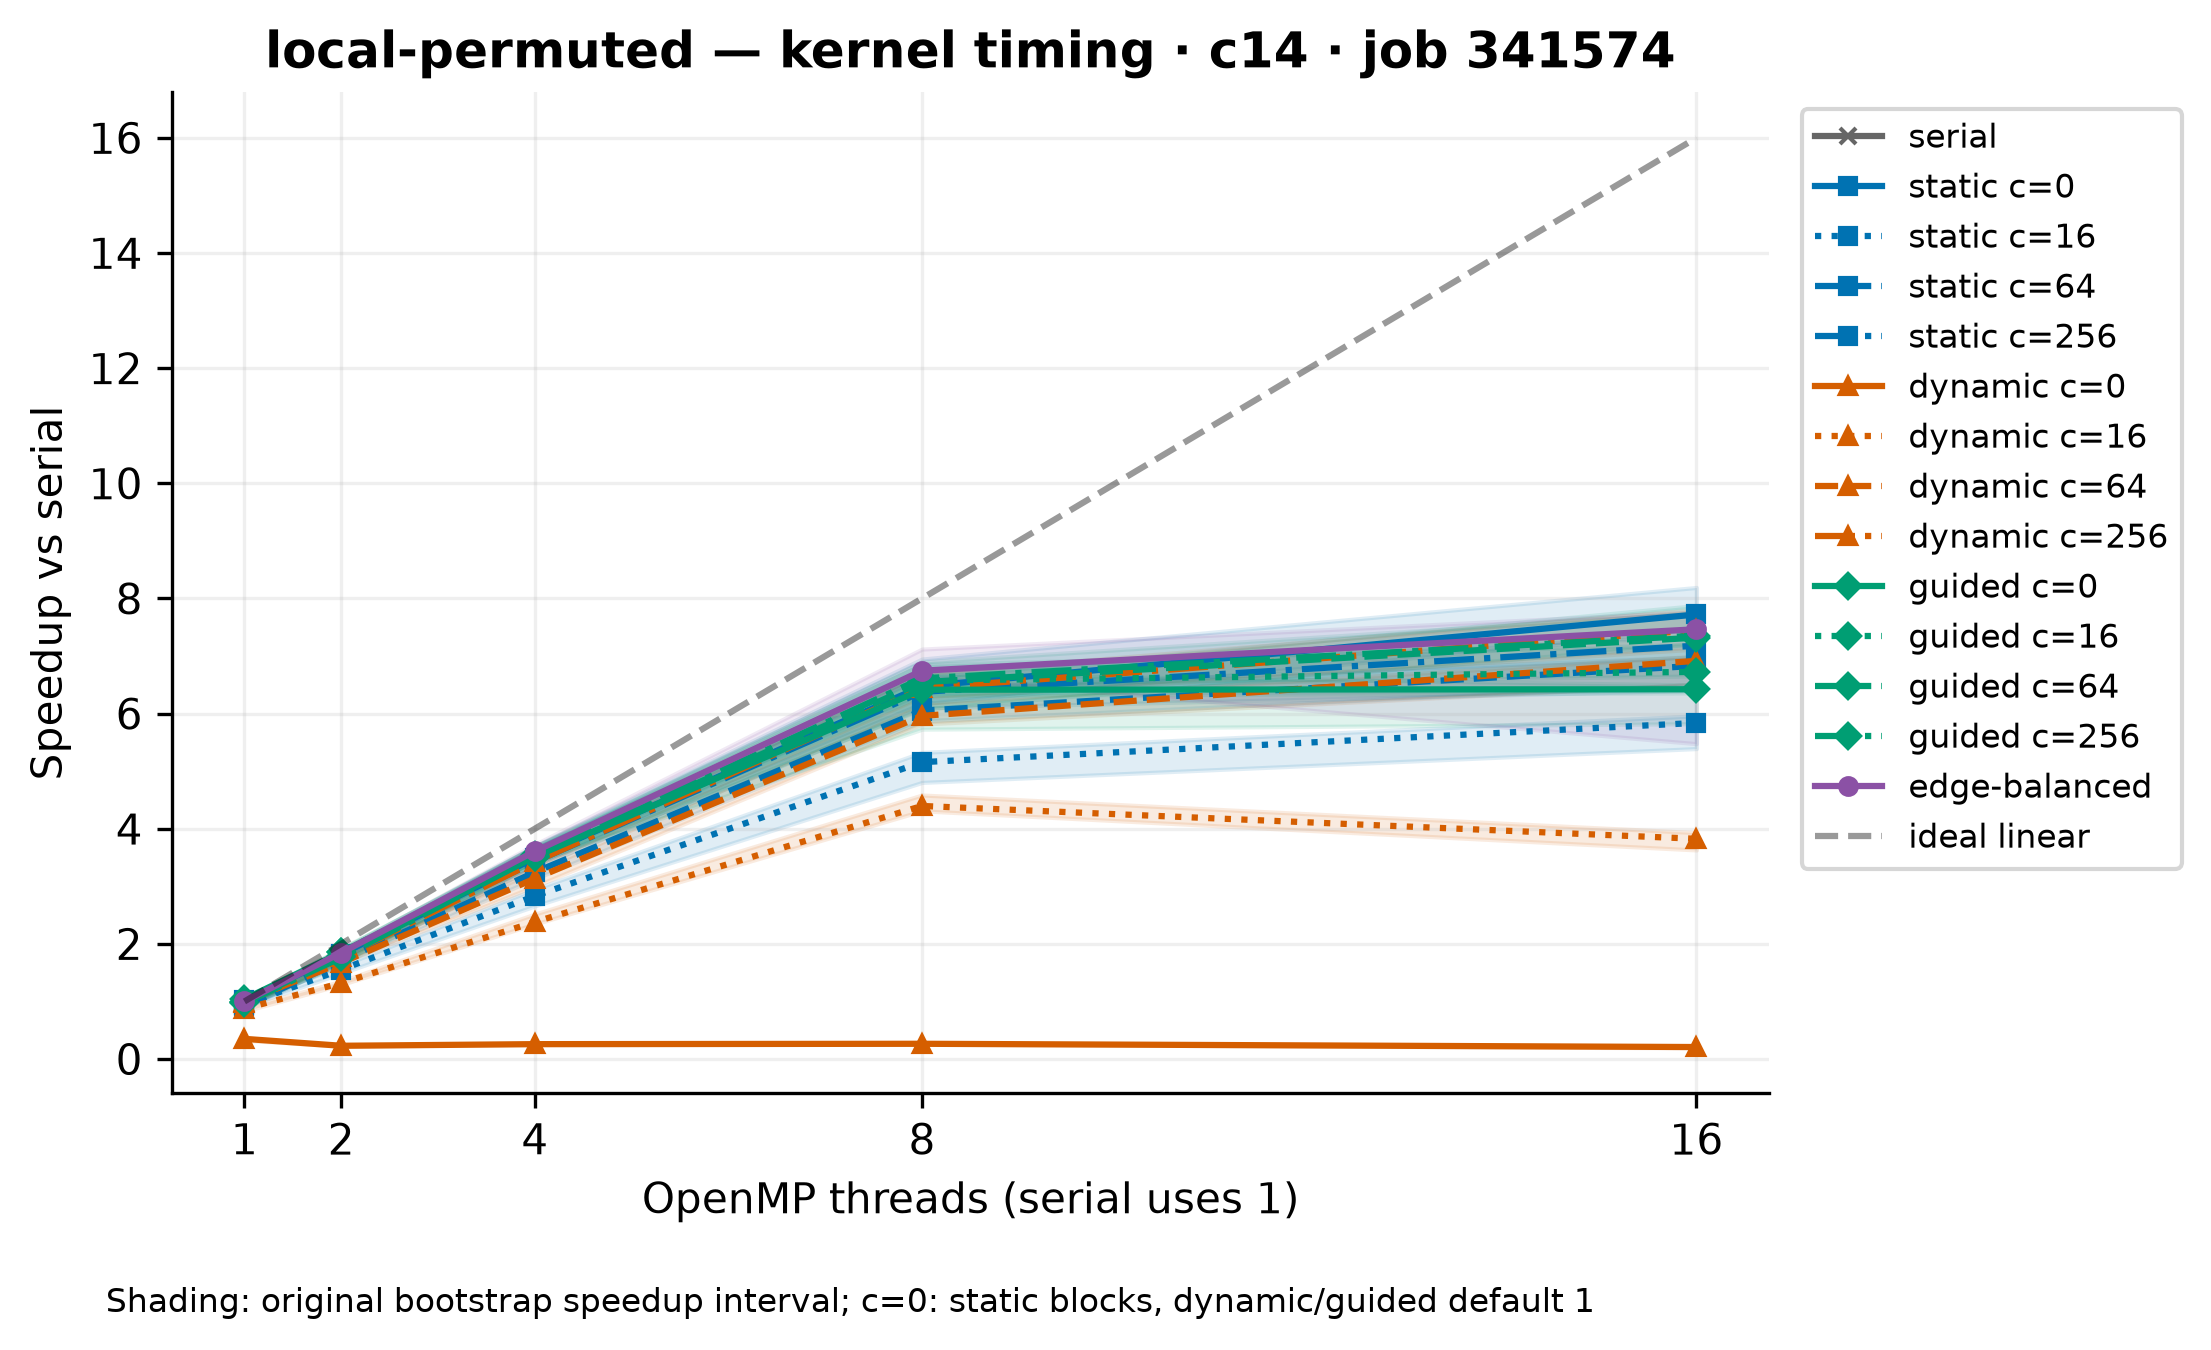 local-permuted — kernel timing · c14 · job 341574
Speedup vs serial
16
14
12
10
8
6
4
2
0
1 2 4 8 16
OpenMP threads (serial uses 1)
serial
static c=0
static c=16
static c=64
static c=256
dynamic c=0
dynamic c=16
dynamic c=64
dynamic c=256
guided c=0
guided c=16
guided c=64
guided c=256
edge-balanced
ideal linear
Shading: original bootstrap speedup interval; c=0: static blocks, dynamic/guided default 1